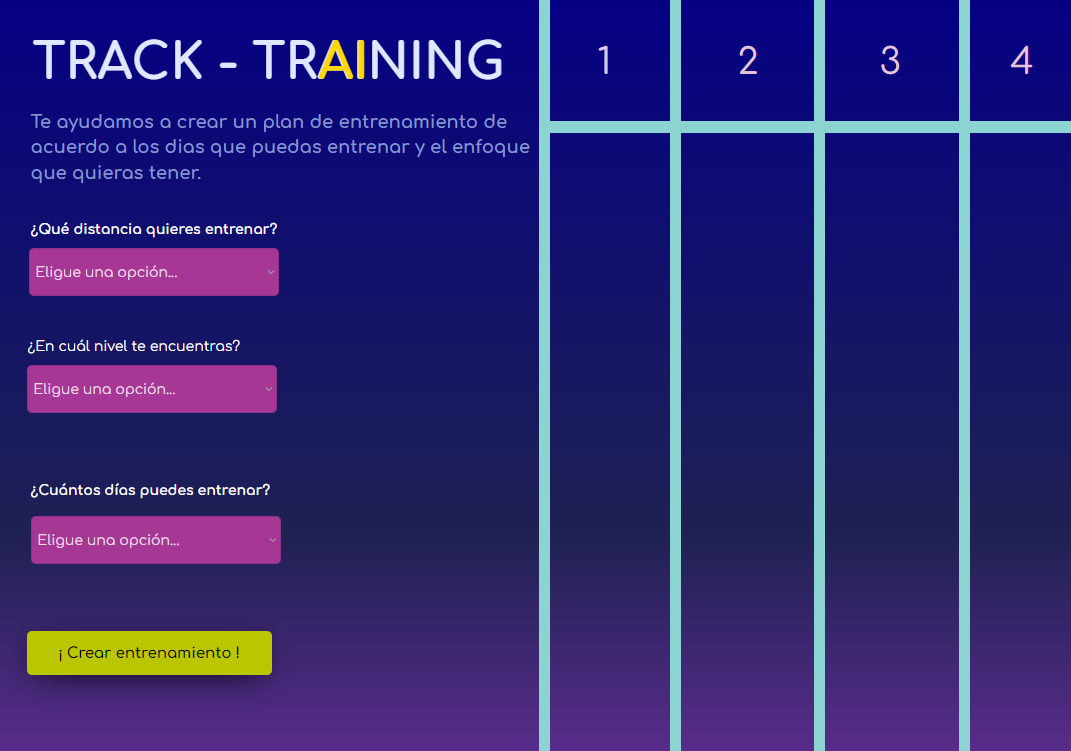 TRACK - TRAINING
Te ayudamos a crear un plan de entrenamiento de
acuerdo a los dias que puedas entrenar y el enfoque
que quieras tener.
¿Qué distancia quieres entrenar?
Eligue una opción...
¿En cuál nivel te encuentras?
Eligue una opción...
¿Cuántos días puedes entrenar?
Eligue una opción...
¡ Crear entrenamiento !
1
2
3
4